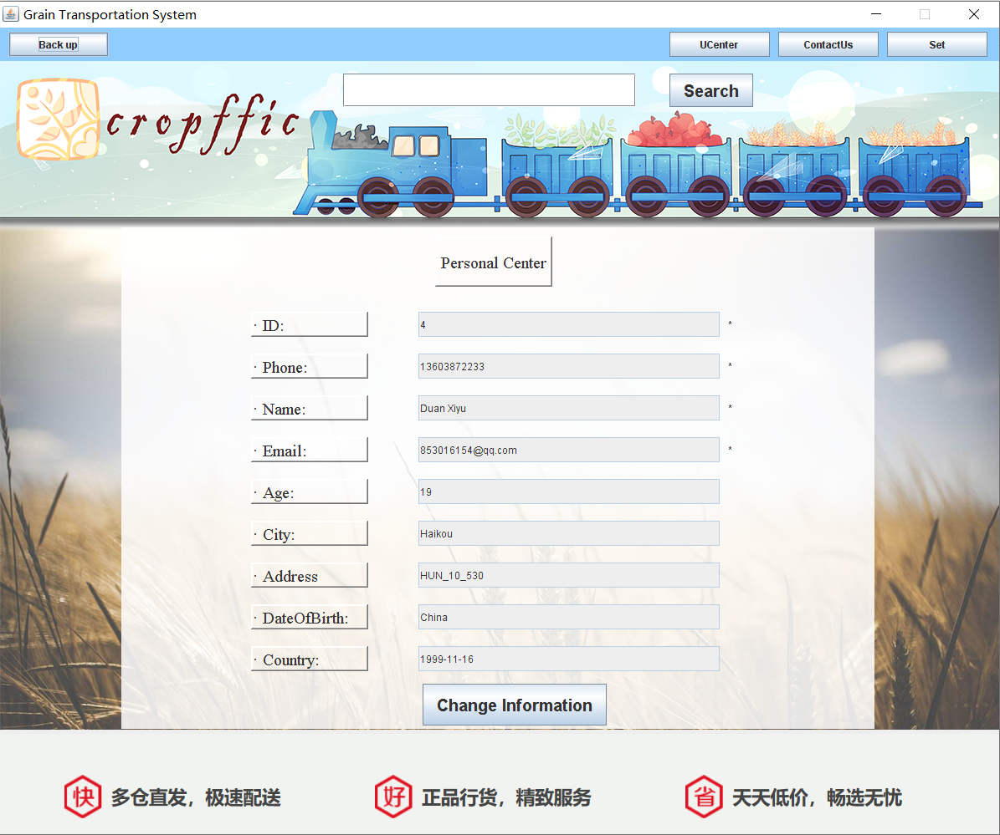 Grain Transportation System
Back up
UCenter
ContactUs
Set
cropffic
Search
Personal Center
· ID: 4 *
· Phone: 13603872233 *
· Name: Duan Xiyu *
· Email: 853016154@qq.com *
· Age: 19
· City: Haikou
· Address HUN_10_530
· DateOfBirth: China
· Country: 1999-11-16
Change Information
快 多仓直发，极速配送
好 正品行货，精致服务
省 天天低价，畅选无忧